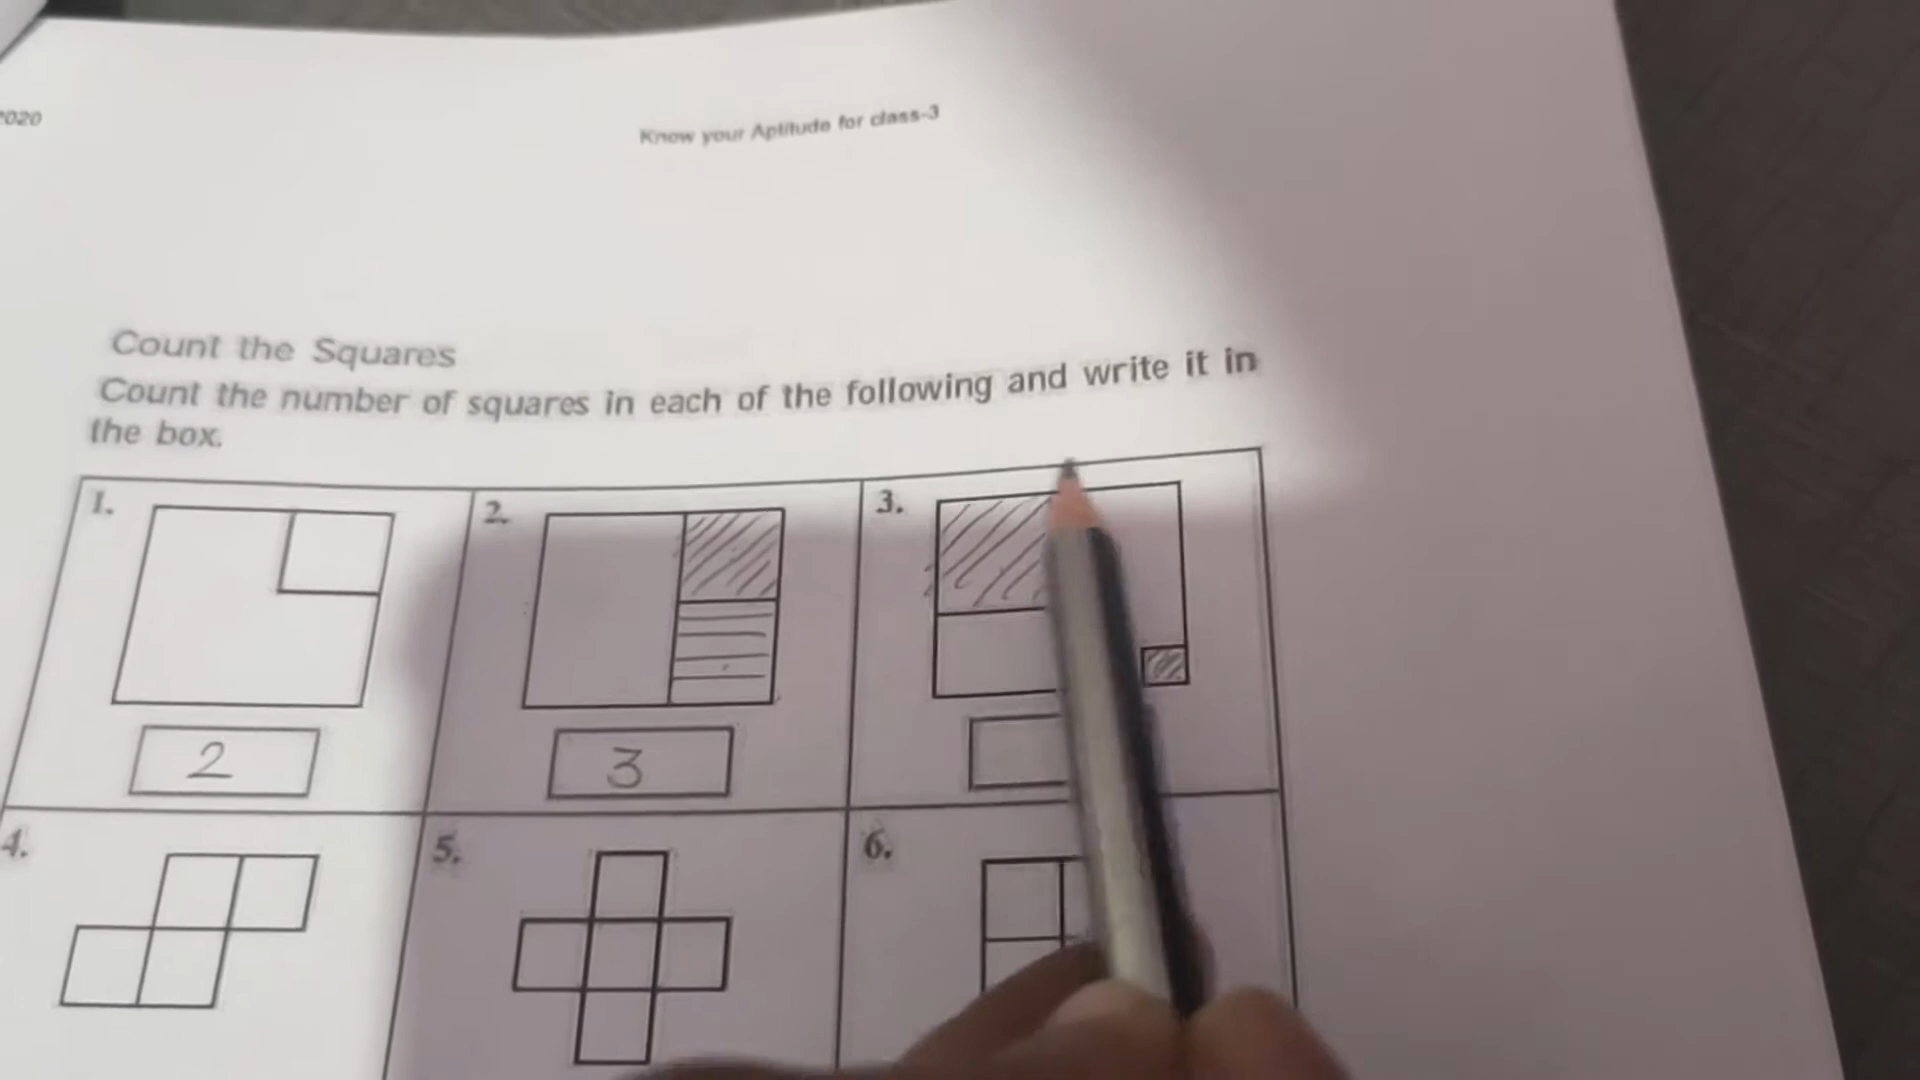 2020
Know your Aptitude for class-3
Count the Squares
Count the number of squares in each of the following and write it in
the box.
1.
2.
3.
2
3
4.
5.
6.